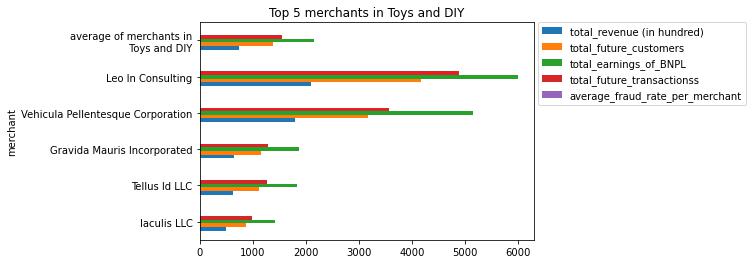 Top 5 merchants in Toys and DIY
average of merchants in
Toys and DIY
Leo In Consulting
Vehicula Pellentesque Corporation
Gravida Mauris Incorporated
Tellus Id LLC
Iaculis LLC
merchant
0 1000 2000 3000 4000 5000 6000
total_revenue (in hundred)
total_future_customers
total_earnings_of_BNPL
total_future_transactionss
average_fraud_rate_per_merchant